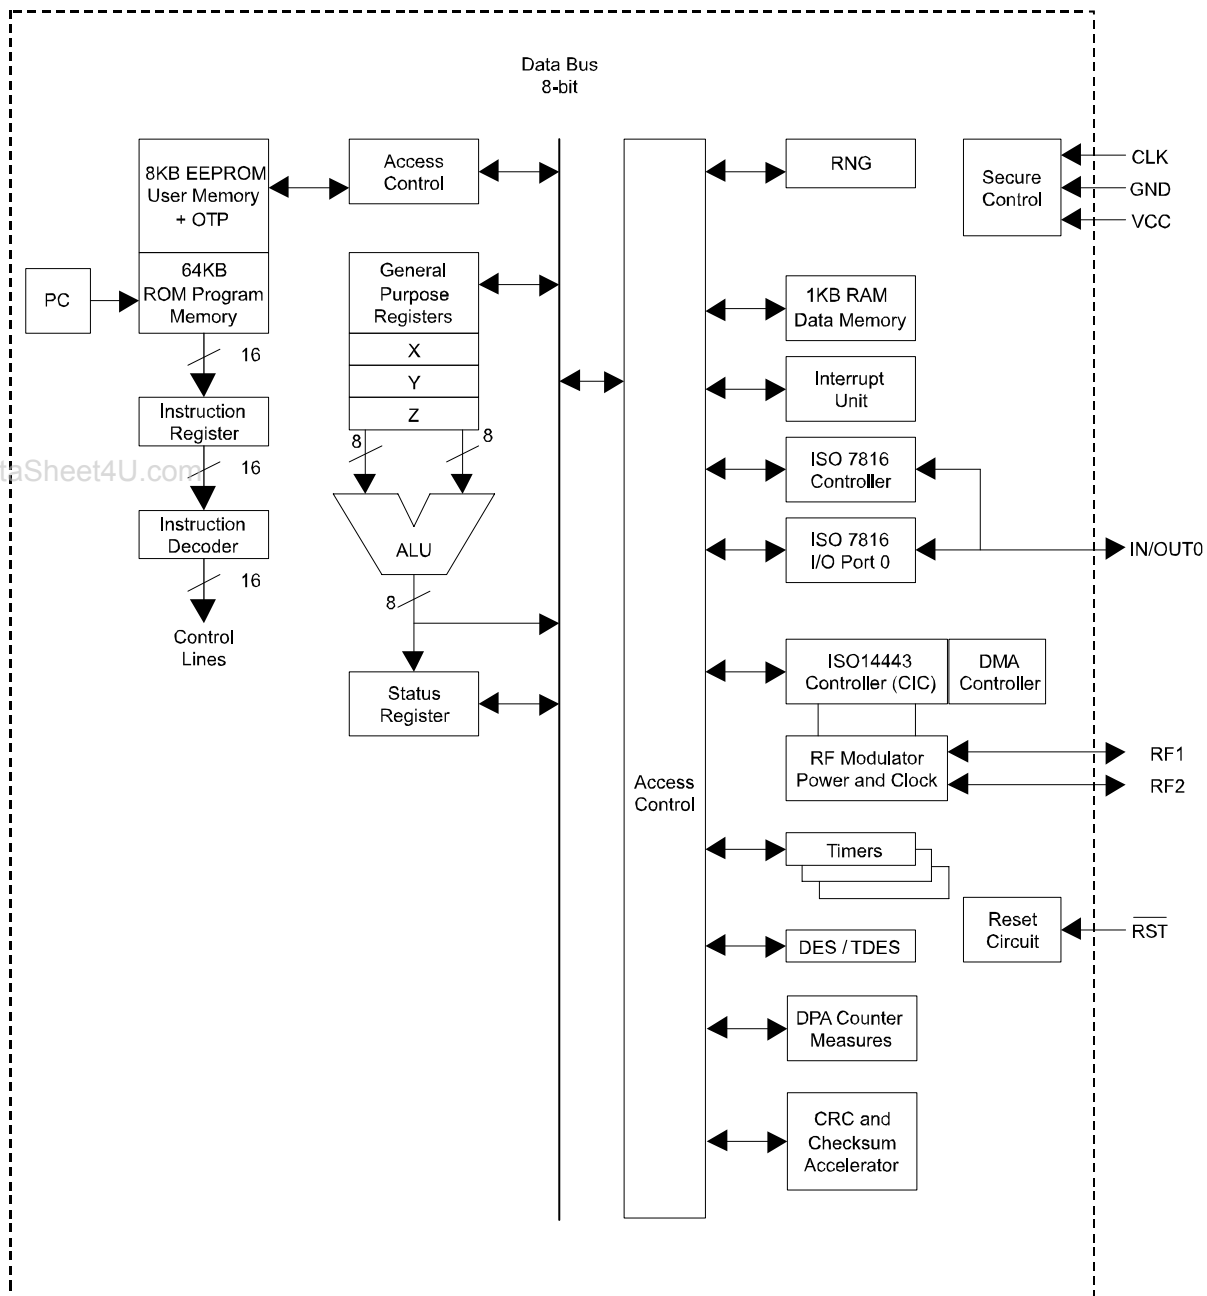 Data Bus
8-bit
8KB EEPROM
User Memory
+ OTP
Access
Control
RNG
Secure
Control
CLK
GND
VCC
PC
64KB
ROM Program
Memory
General
Purpose
Registers
X
Y
Z
1KB RAM
Data Memory
16
Instruction
Register
8
8
Interrupt
Unit
taSheet4U.com
16
ISO 7816
Controller
Instruction
Decoder
ALU
ISO 7816
I/O Port 0
IN/OUT0
16
8
Control
Lines
Status
Register
ISO14443
Controller (CIC)
DMA
Controller
RF Modulator
Power and Clock
RF1
RF2
Access
Control
Timers
Reset
Circuit
RST
DES / TDES
DPA Counter
Measures
CRC and
Checksum
Accelerator